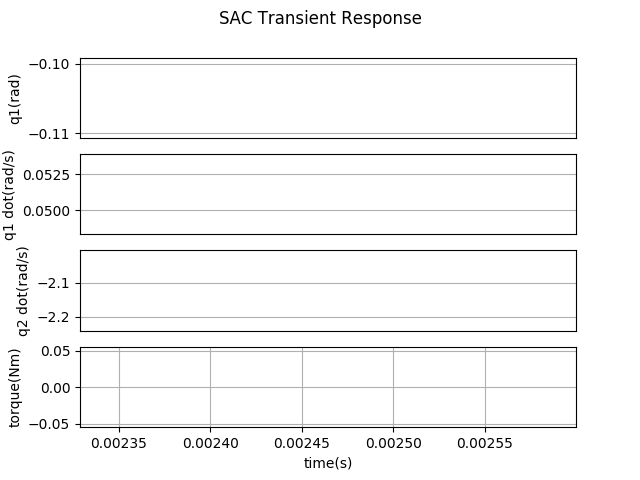 SAC Transient Response
q1(rad)
−0.10
−0.11
q1 dot(rad/s)
0.0525
0.0500
q2 dot(rad/s)
−2.1
−2.2
torque(Nm)
0.05
0.00
−0.05
0.00235 0.00240 0.00245 0.00250 0.00255
time(s)